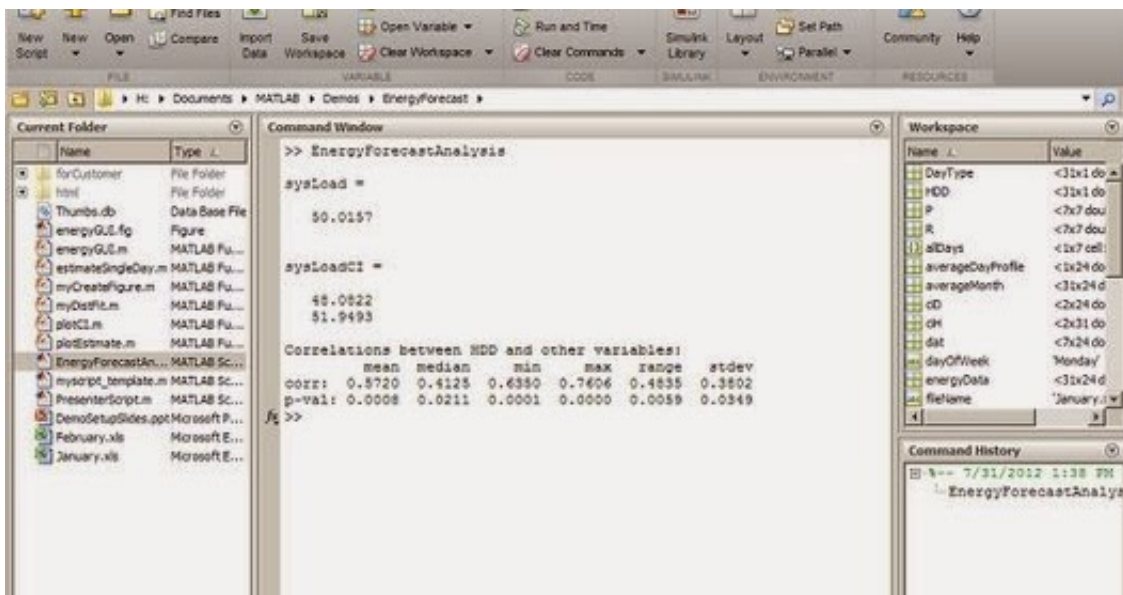 Find Files
New Script
New
Open
Compare
Import Data
Save Workspace
Open Variable
Clear Workspace
Run and Time
Clear Commands
Simulink Library
Layout
Set Path
Parallel
Community
Help
FILE
VARIABLE
CODE
SIMULINK
ENVIRONMENT
RESOURCES
H: Documents MATLAB Demos EnergyForecast
Current Folder
Name Type
forCustomer File Folder
html File Folder
Thumbs.db Data Base File
energyGUI.fig Figure
energyGUI.m MATLAB Fu...
estimateSingleDay.m MATLAB Fu...
myCreateFigure.m MATLAB Fu...
myDistFit.m MATLAB Fu...
plotCI.m MATLAB Fu...
plotEstimate.m MATLAB Fu...
EnergyForecastAn... MATLAB Sc...
myscript_template.m MATLAB Sc...
PresenterScript.m MATLAB Sc...
DemoSetupSlides.ppt Microsoft P...
February.xls Microsoft E...
January.xls Microsoft E...
Command Window
>> EnergyForecastAnalysis
sysLoad =
50.0157
sysLoadCI =
48.0822
51.9493
Correlations between HDD and other variables:
mean median min max range stdev
corr: 0.5720 0.4125 0.6350 0.7606 0.4835 0.3802
p-val: 0.0008 0.0211 0.0001 0.0000 0.0059 0.0349
fx >>
Workspace
Name Value
DayType <31x1 do
HDD <31x1 do
P <7x7 dou
R <7x7 dou
allDays <1x7 cell
averageDayProfile <1x24 do
averageMonth <31x24 d
cID <2x24 do
cIH <2x31 do
dat <7x24 do
dayOfWeek 'Monday'
energyData <31x24 d
fileName 'January.
Command History
%-- 7/31/2012 1:38 PM
EnergyForecastAnalys